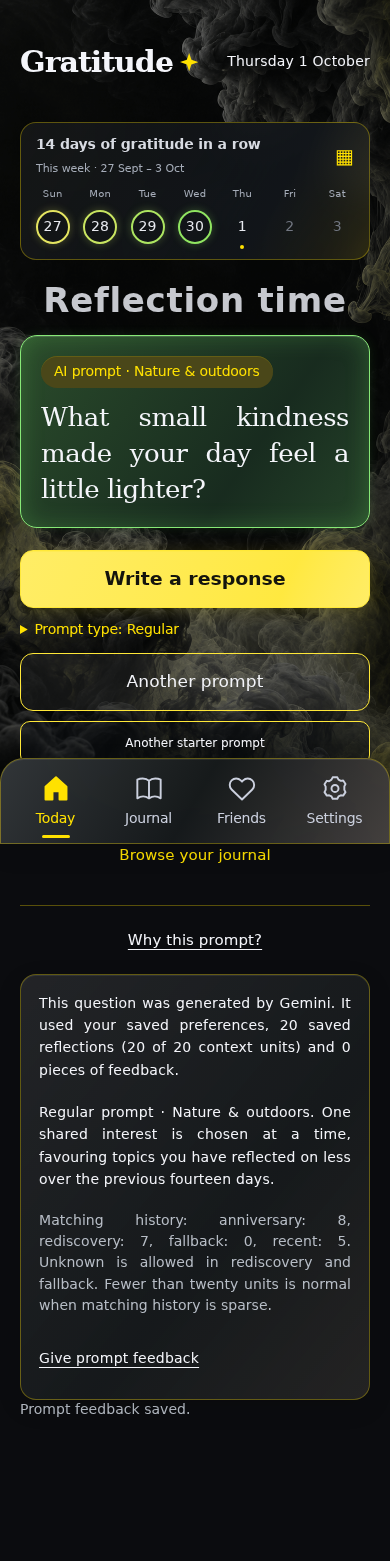 Gratitude
Thursday 1 October
14 days of gratitude in a row
This week · 27 Sept – 3 Oct
Sun Mon Tue Wed Thu Fri Sat
27 28 29 30 1 2 3
Reflection time
AI prompt · Nature & outdoors
What small kindness
made your day feel a
little lighter?
Write a response
Prompt type: Regular
Another prompt
Another starter prompt
Today Journal Friends Settings
Browse your journal
Why this prompt?
This question was generated by Gemini. It
used your saved preferences, 20 saved
reflections (20 of 20 context units) and 0
pieces of feedback.
Regular prompt · Nature & outdoors. One
shared interest is chosen at a time,
favouring topics you have reflected on less
over the previous fourteen days.
Matching history: anniversary: 8,
rediscovery: 7, fallback: 0, recent: 5.
Unknown is allowed in rediscovery and
fallback. Fewer than twenty units is normal
when matching history is sparse.
Give prompt feedback
Prompt feedback saved.